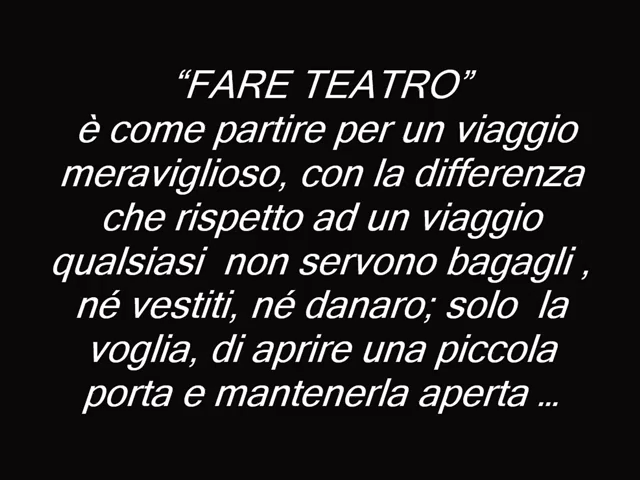 “FARE TEATRO”
è come partire per un viaggio
meraviglioso, con la differenza
che rispetto ad un viaggio
qualsiasi  non servono bagagli ,
né vestiti, né danaro; solo  la
voglia, di aprire una piccola
porta e mantenerla aperta ...